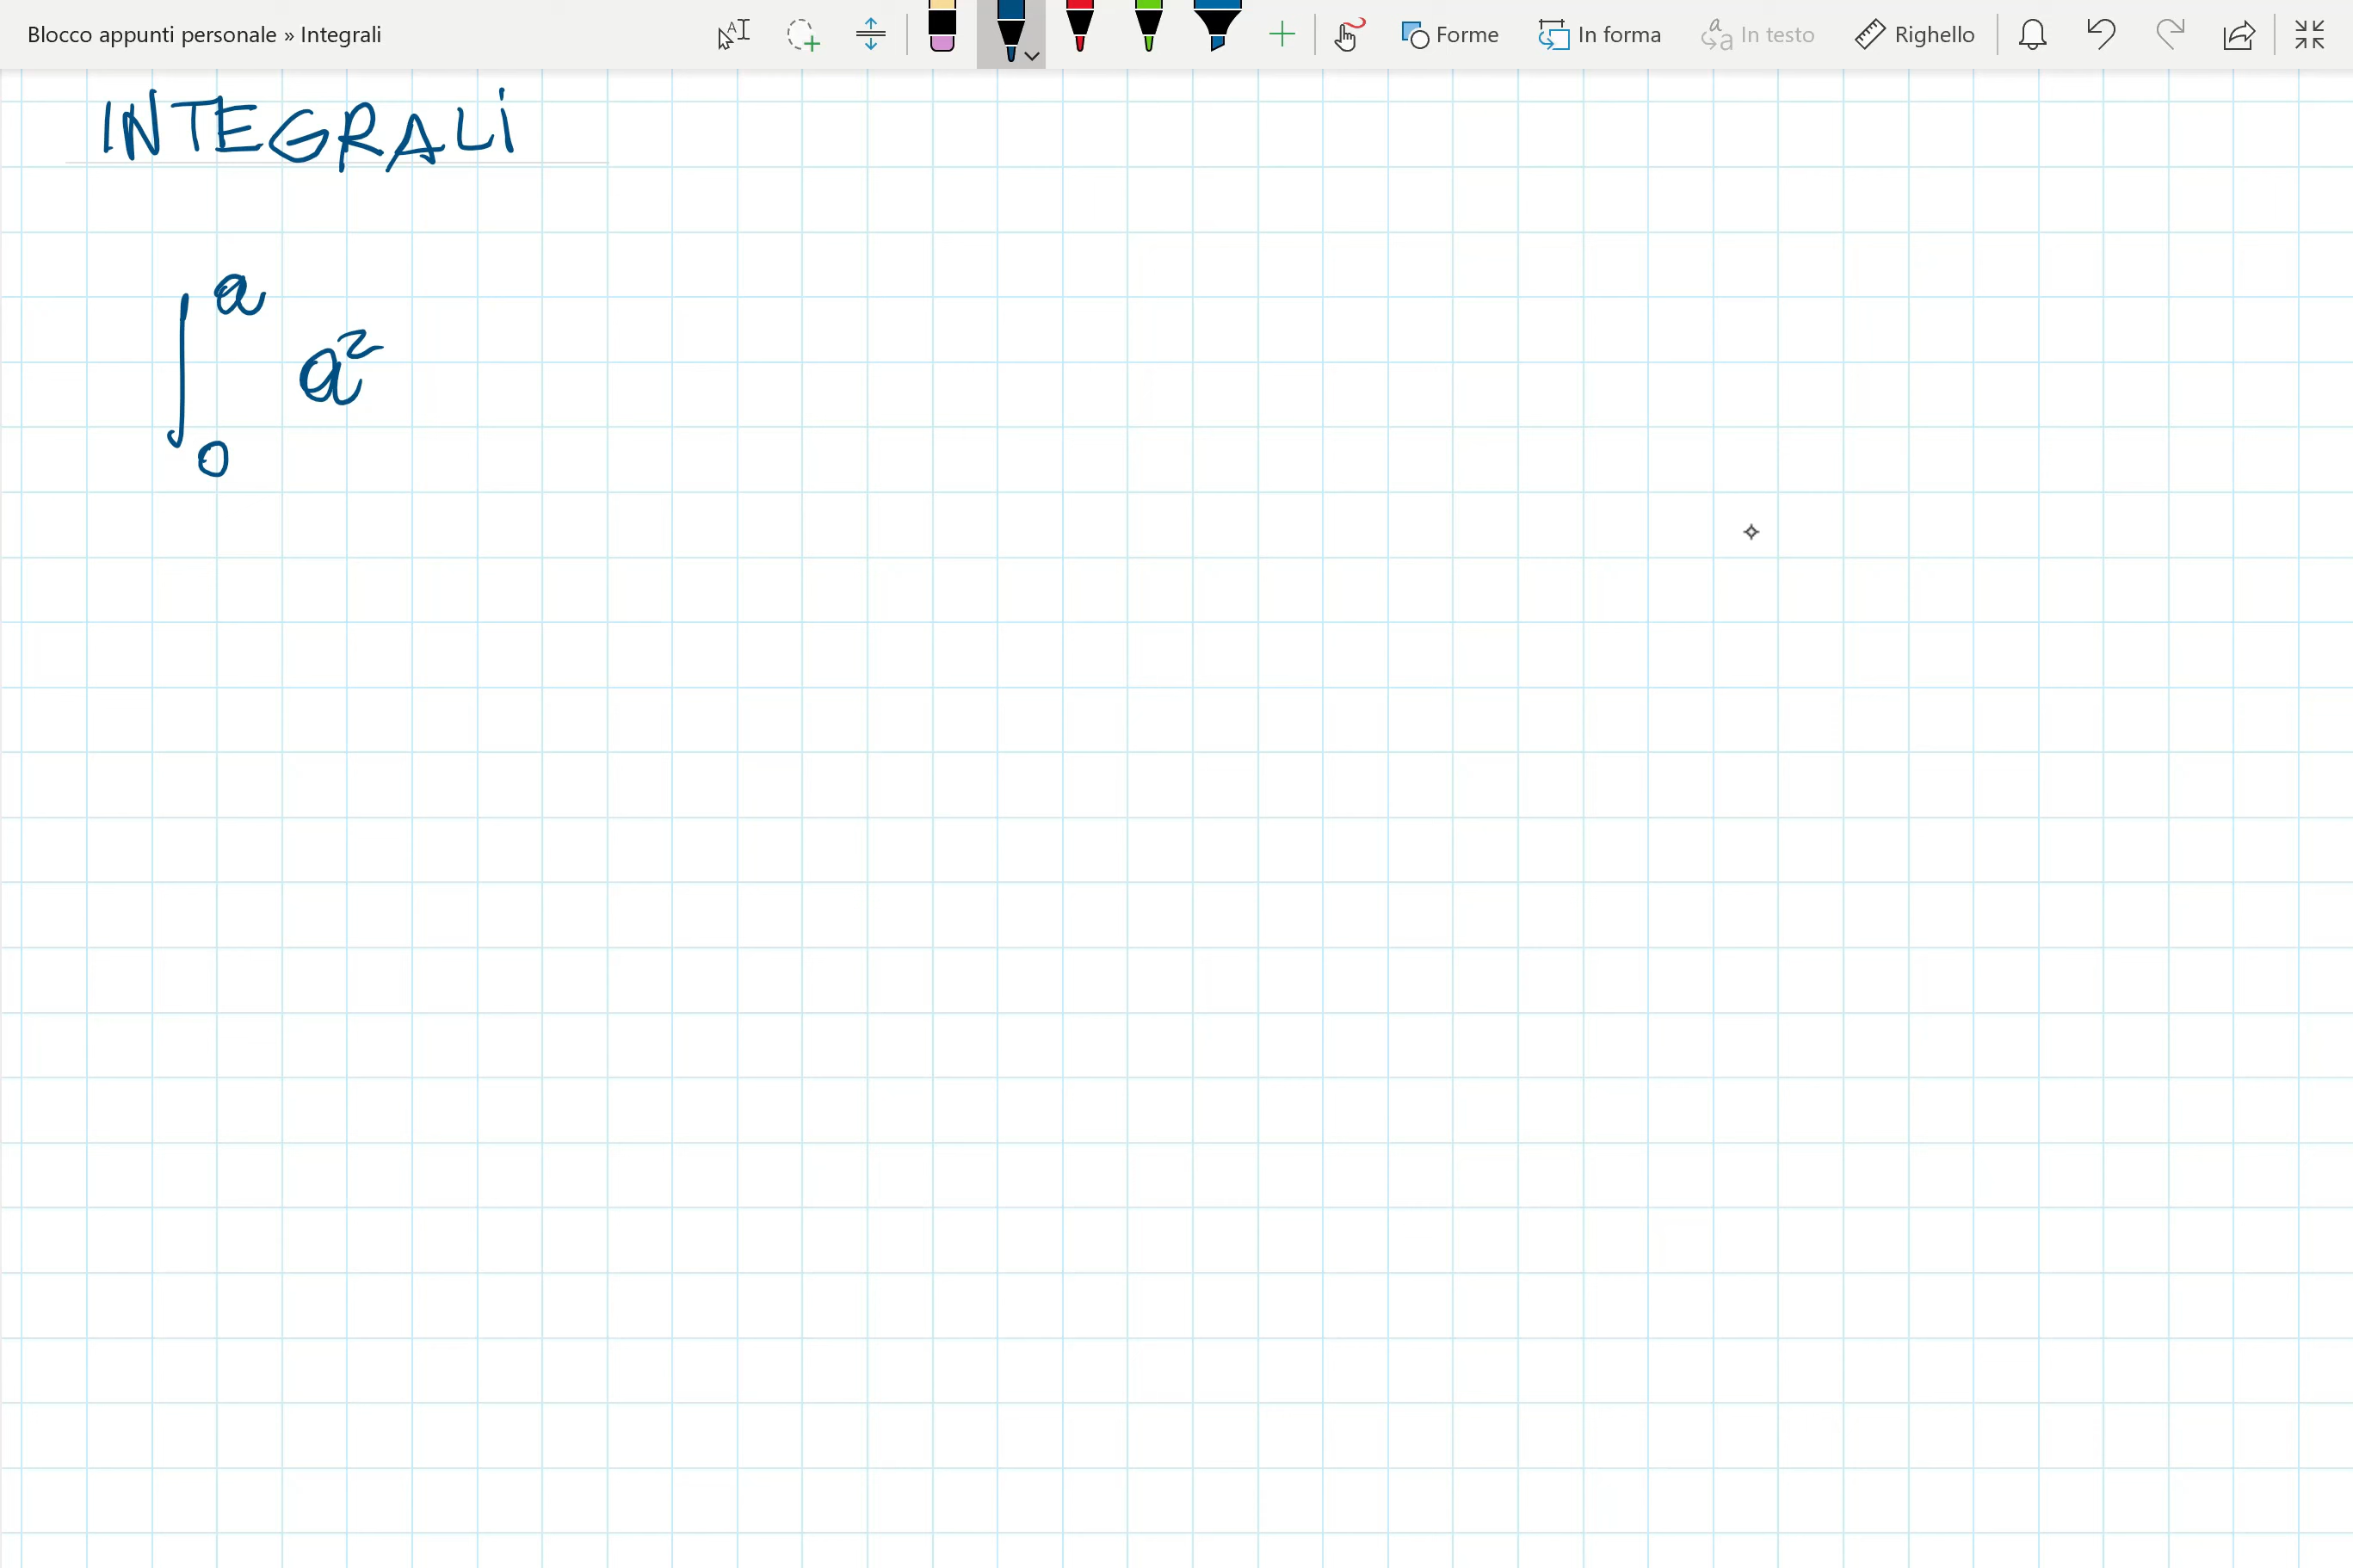 Blocco appunti personale » Integrali
Forme
In forma
In testo
Righello
INTEGRALi
∫₀ᵃ a²